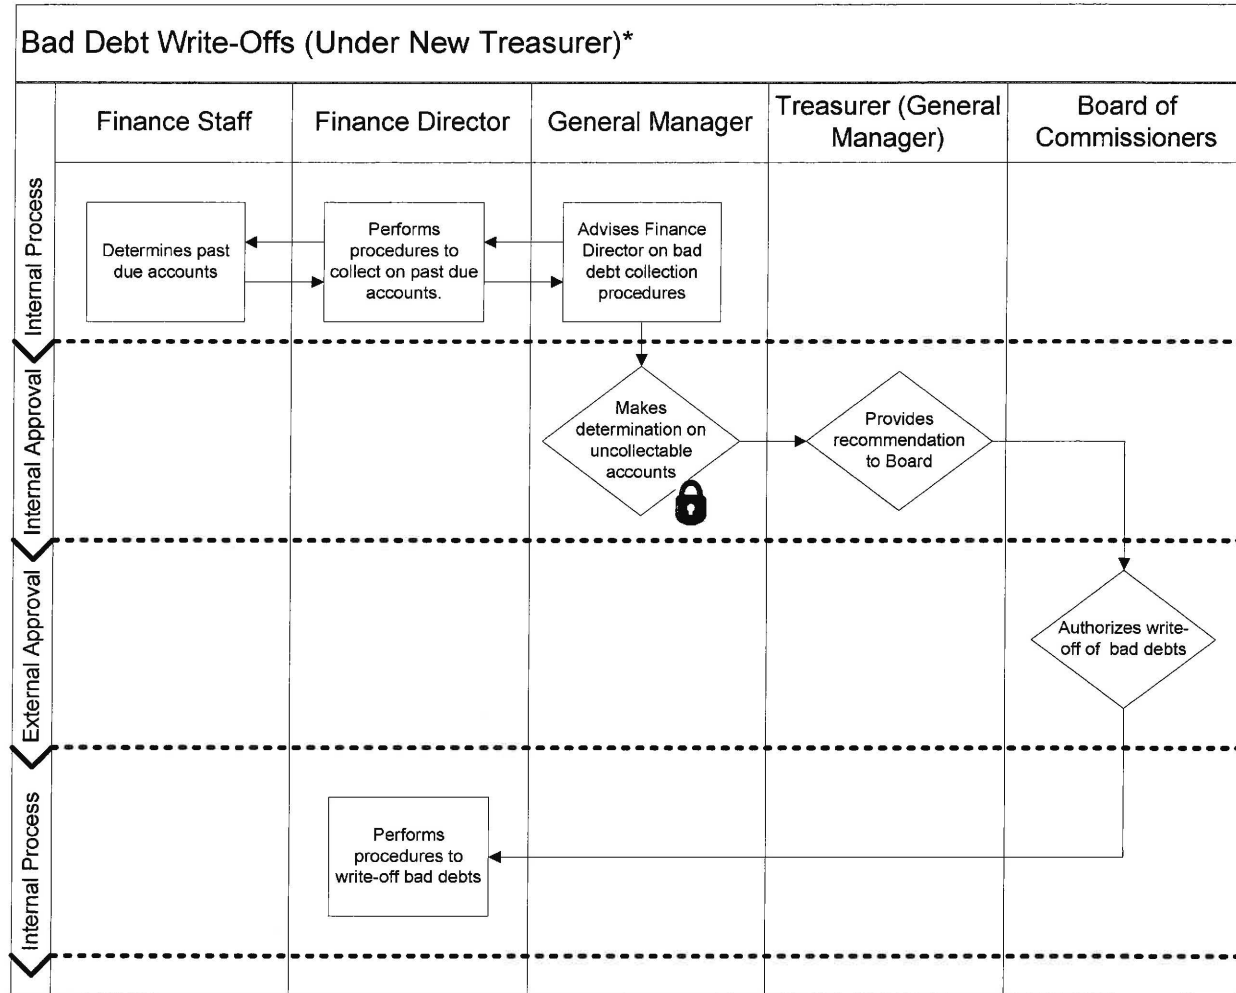 Bad Debt Write-Offs (Under New Treasurer)*
Finance Staff
Finance Director
General Manager
Treasurer (General
Manager)
Board of
Commissioners
Internal Process
Determines past
due accounts
Performs
procedures to
collect on past due
accounts.
Advises Finance
Director on bad
debt collection
procedures
Internal Approval
Makes
determination on
uncollectable
accounts
Provides
recommendation
to Board
External Approval
Authorizes write-
off of bad debts
Internal Process
Performs
procedures to
write-off bad debts